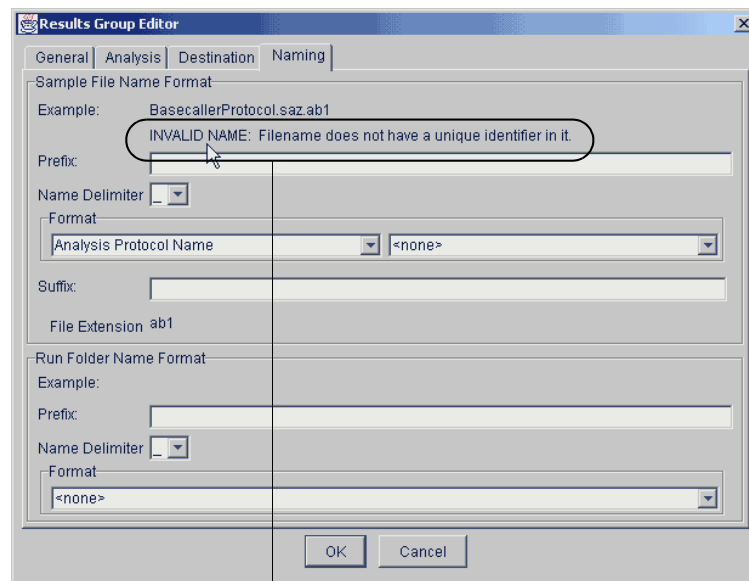 Results Group Editor
General Analysis Destination Naming
Sample File Name Format
Example: BasecallerProtocol.saz.ab1
INVALID NAME: Filename does not have a unique identifier in it.
Prefix:
Name Delimiter _
Format
Analysis Protocol Name <none>
Suffix:
File Extension ab1
Run Folder Name Format
Example:
Prefix:
Name Delimiter _
Format
<none>
OK Cancel